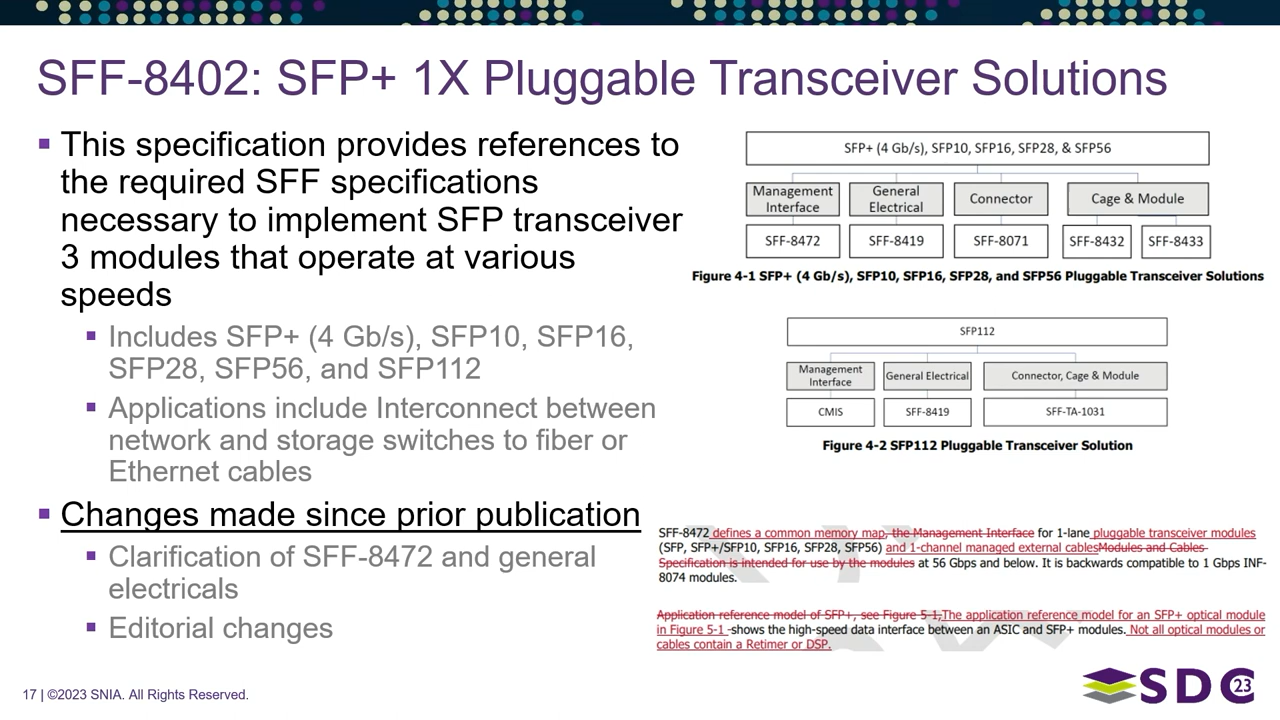 SFF-8402: SFP+ 1X Pluggable Transceiver Solutions
▪ This specification provides references to
the required SFF specifications
necessary to implement SFP transceiver
3 modules that operate at various
speeds
▪ Includes SFP+ (4 Gb/s), SFP10, SFP16,
SFP28, SFP56, and SFP112
▪ Applications include Interconnect between
network and storage switches to fiber or
Ethernet cables
▪ Changes made since prior publication
▪ Clarification of SFF-8472 and general
electricals
▪ Editorial changes
SFP+ (4 Gb/s), SFP10, SFP16, SFP28, & SFP56
Management
Interface
General
Electrical
Connector
Cage & Module
SFF-8472
SFF-8419
SFF-8071
SFF-8432
SFF-8433
Figure 4-1 SFP+ (4 Gb/s), SFP10, SFP16, SFP28, and SFP56 Pluggable Transceiver Solutions
SFP112
Management
Interface
General Electrical
Connector, Cage & Module
CMIS
SFF-8419
SFF-TA-1031
Figure 4-2 SFP112 Pluggable Transceiver Solution
SFF-8472 defines a common memory map, the Management Interface for 1-lane pluggable transceiver modules
(SFP, SFP+/SFP10, SFP16, SFP28, SFP56) and 1-channel managed external cablesModules and Cables
Specification is intended for use by the modules at 56 Gbps and below. It is backwards compatible to 1 Gbps INF-
8074 modules.
Application reference model of SFP+, see Figure 5-1,The application reference model for an SFP+ optical module
in Figure 5-1 shows the high-speed data interface between an ASIC and SFP+ modules. Not all optical modules or
cables contain a Retimer or DSP.
17 | ©2023 SNIA. All Rights Reserved.
SDC 23